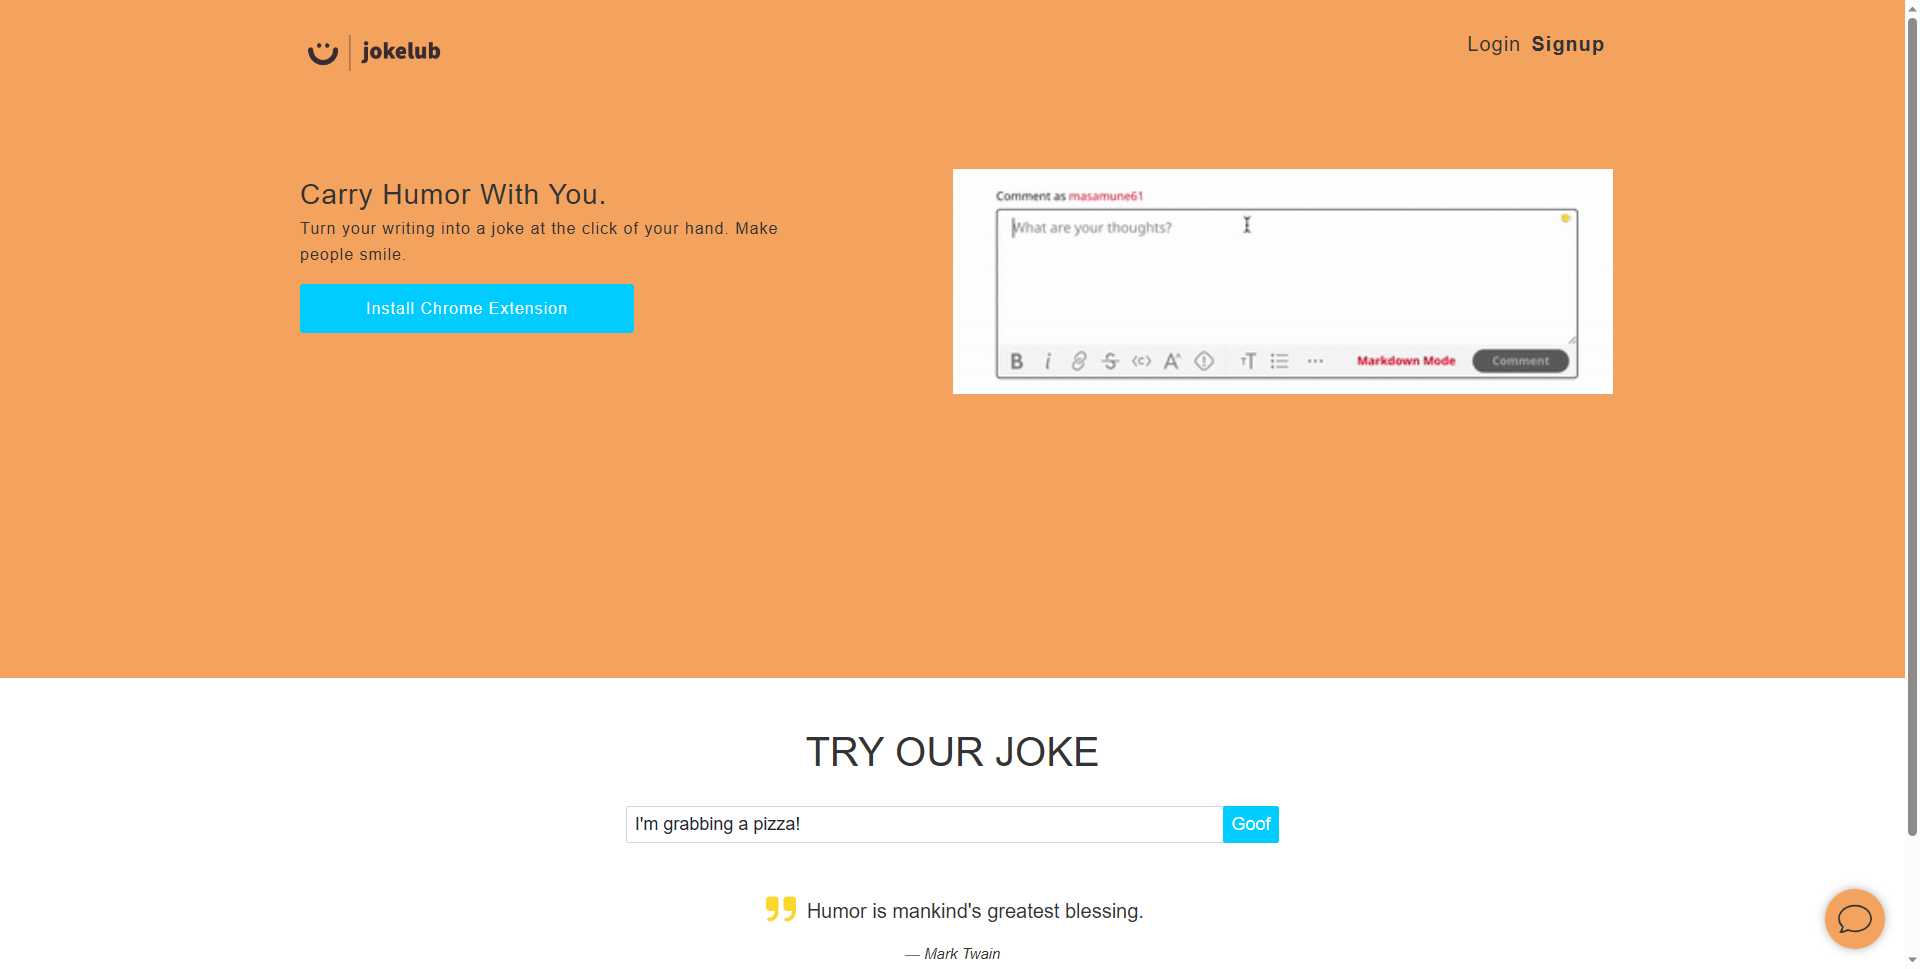 jokelub
Login Signup
Carry Humor With You.
Turn your writing into a joke at the click of your hand. Make
people smile.
Install Chrome Extension
Comment as masamune61
What are your thoughts?
Markdown Mode
Comment
TRY OUR JOKE
I'm grabbing a pizza!
Goof
Humor is mankind's greatest blessing.
— Mark Twain